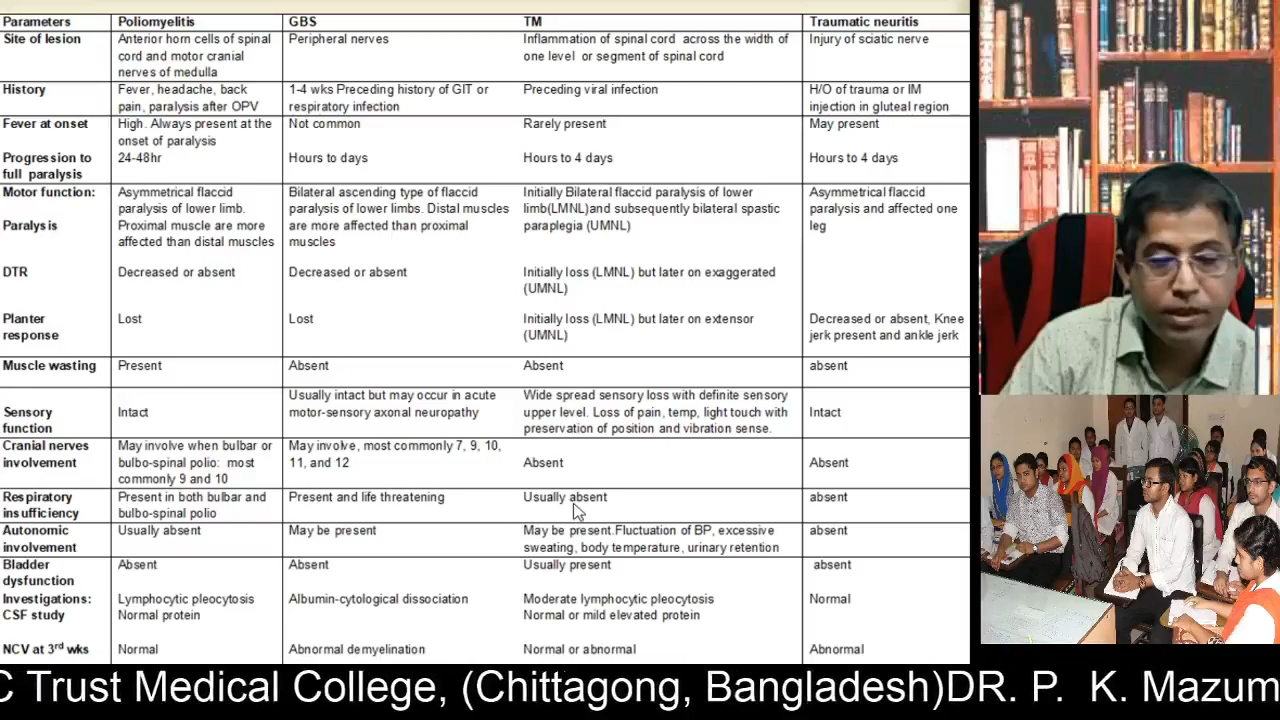 Parameters Poliomyelitis GBS TM Traumatic neuritis
Site of lesion Anterior horn cells of spinal Peripheral nerves Inflammation of spinal cord across the width of Injury of sciatic nerve
cord and motor cranial one level or segment of spinal cord
nerves of medulla
History Fever, headache, back 1-4 wks Preceding history of GIT or Preceding viral infection H/O of trauma or IM
pain, paralysis after OPV respiratory infection injection in gluteal region
Fever at onset High. Always present at the Not common Rarely present May present
onset of paralysis
Progression to 24-48hr Hours to days Hours to 4 days Hours to 4 days
full paralysis
Motor function: Asymmetrical flaccid Bilateral ascending type of flaccid Initially Bilateral flaccid paralysis of lower Asymmetrical flaccid
paralysis of lower limb. paralysis of lower limbs. Distal muscles limb(LMNL)and subsequently bilateral spastic paralysis and affected one
Paralysis Proximal muscle are more are more affected than proximal paraplegia (UMNL) leg
affected than distal muscles muscles
DTR Decreased or absent Decreased or absent Initially loss (LMNL) but later on exaggerated
(UMNL)
Planter Lost Lost Initially loss (LMNL) but later on extensor Decreased or absent, Knee
response (UMNL) jerk present and ankle jerk
Muscle wasting Present Absent Absent absent
Usually intact but may occur in acute Wide spread sensory loss with definite sensory
Sensory Intact motor-sensory axonal neuropathy upper level. Loss of pain, temp, light touch with Intact
function preservation of position and vibration sense.
Cranial nerves May involve when bulbar or May involve, most commonly 7, 9, 10,
involvement bulbo-spinal polio: most 11, and 12 Absent Absent
commonly 9 and 10
Respiratory Present in both bulbar and Present and life threatening Usually absent absent
insufficiency bulbo-spinal polio
Autonomic Usually absent May be present May be present.Fluctuation of BP, excessive absent
involvement sweating, body temperature, urinary retention
Bladder Absent Absent Usually present absent
dysfunction
Investigations: Lymphocytic pleocytosis Albumin-cytological dissociation Moderate lymphocytic pleocytosis Normal
CSF study Normal protein Normal or mild elevated protein
NCV at 3rd wks Normal Abnormal demyelination Normal or abnormal Abnormal
C Trust Medical College, (Chittagong, Bangladesh)DR. P. K. Mazum